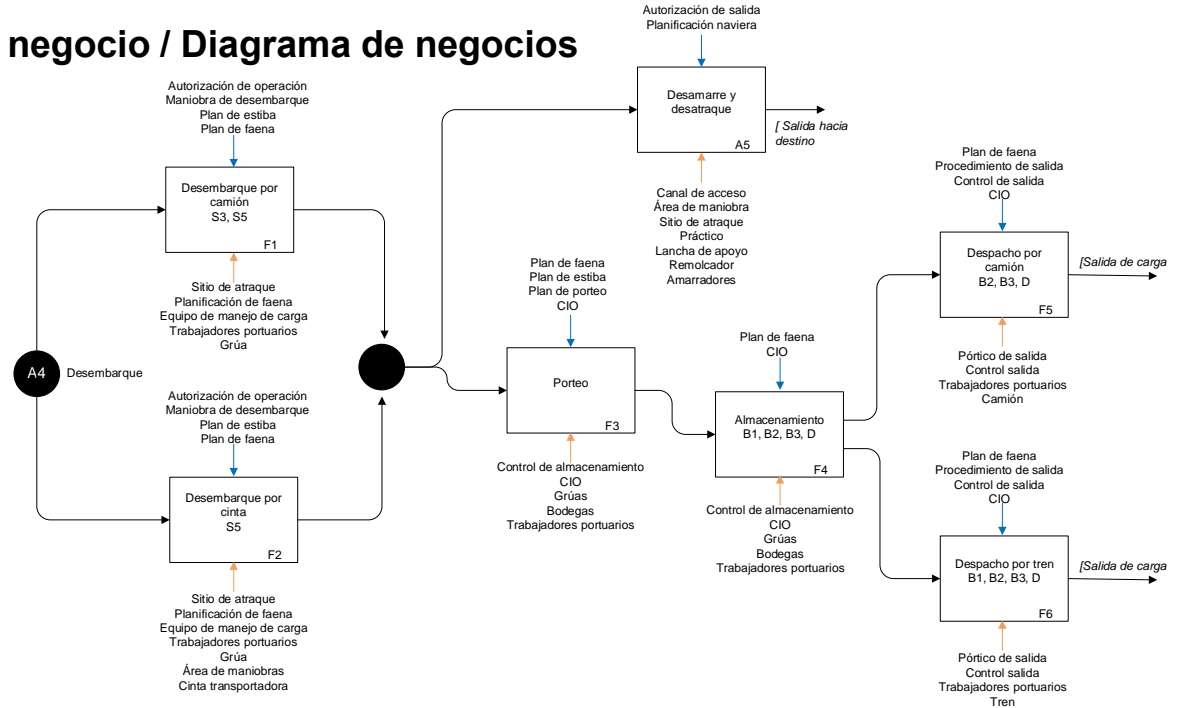 negocio / Diagrama de negocios
Autorización de salida
Planificación naviera
Desamarre y
desatraque
A5
[ Salida hacia
destino
Canal de acceso
Área de maniobra
Sitio de atraque
Práctico
Lancha de apoyo
Remolcador
Amarradores
Autorización de operación
Maniobra de desembarque
Plan de estiba
Plan de faena
Desembarque por
camión
S3, S5
F1
Sitio de atraque
Planificación de faena
Equipo de manejo de carga
Trabajadores portuarios
Grúa
A4
Desembarque
Autorización de operación
Maniobra de desembarque
Plan de estiba
Plan de faena
Desembarque por
cinta
S5
F2
Sitio de atraque
Planificación de faena
Equipo de manejo de carga
Trabajadores portuarios
Grúa
Área de maniobras
Cinta transportadora
Plan de faena
Plan de estiba
Plan de porteo
CIO
Porteo
F3
Control de almacenamiento
CIO
Grúas
Bodegas
Trabajadores portuarios
Plan de faena
CIO
Almacenamiento
B1, B2, B3, D
F4
Control de almacenamiento
CIO
Grúas
Bodegas
Trabajadores portuarios
Plan de faena
Procedimiento de salida
Control de salida
CIO
Despacho por
camión
B2, B3, D
F5
[Salida de carga
Pórtico de salida
Control salida
Trabajadores portuarios
Camión
Plan de faena
Procedimiento de salida
Control de salida
CIO
Despacho por tren
B1, B2, B3, D
F6
[Salida de carga
Pórtico de salida
Control salida
Trabajadores portuarios
Tren